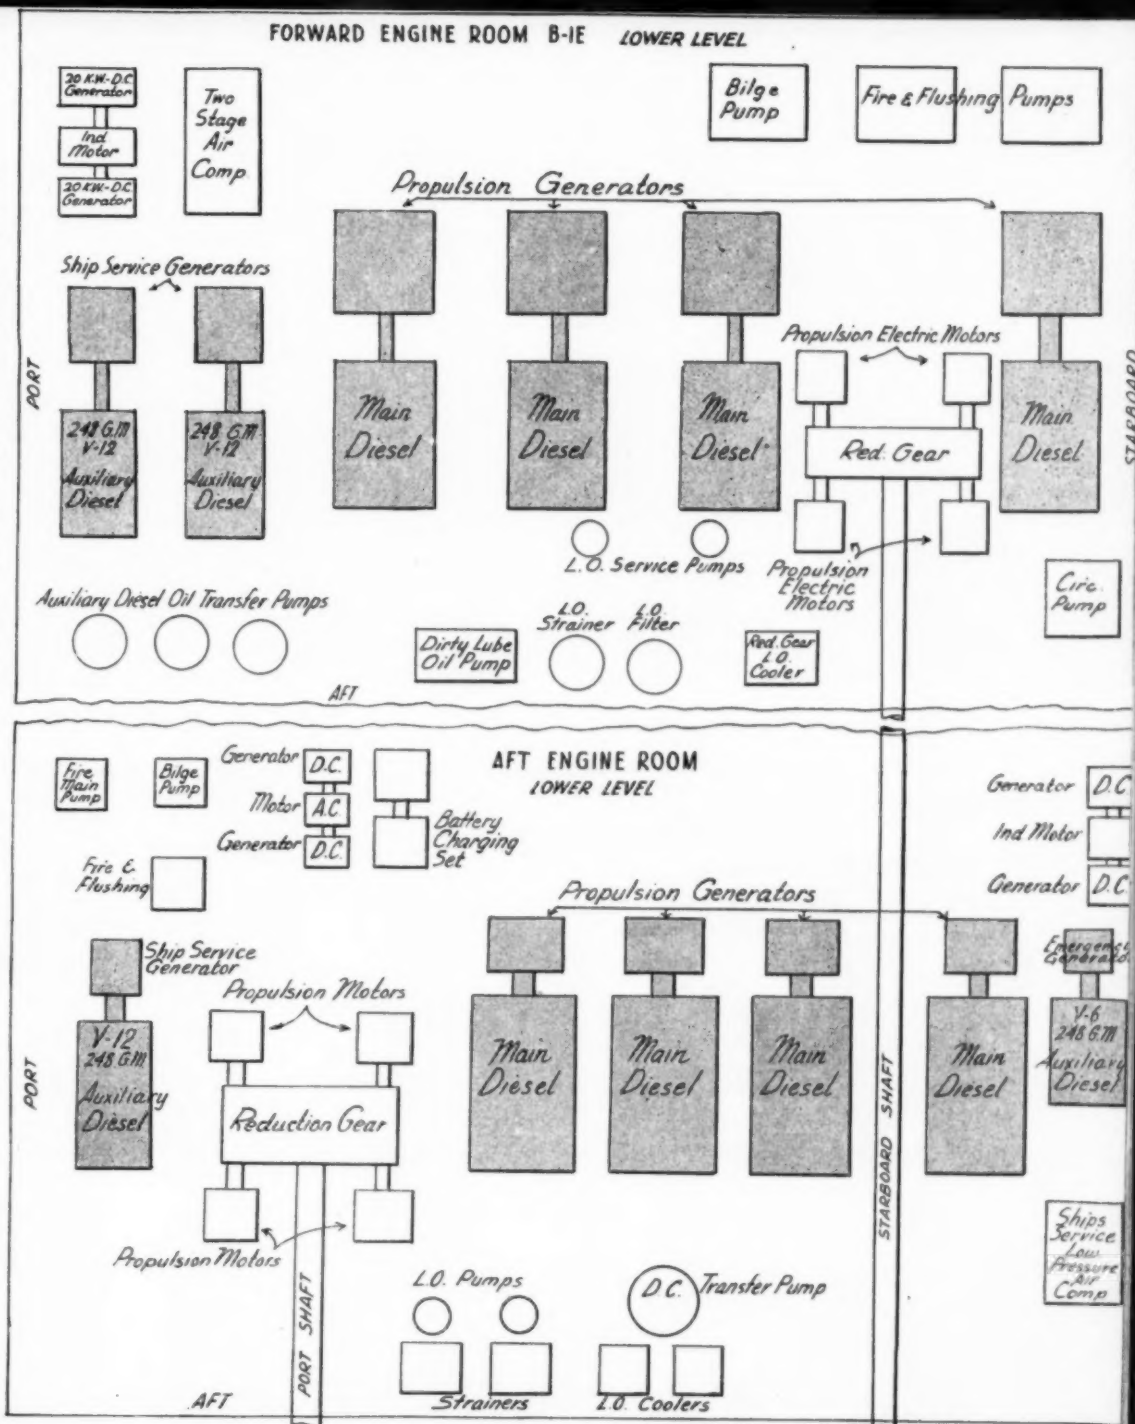 FORWARD ENGINE ROOM B-1E LOWER LEVEL
20 K.W.-D.C.
Generator
Ind.
Motor
20 KW-D.C.
Generator
Two
Stage
Air
Comp.
Bilge
Pump
Fire & Flushing Pumps
Propulsion Generators
Ship Service Generators
PORT
STARBOARD
248 G.M
V-12
Auxiliary
Diesel
248 G.M
V-12
Auxiliary
Diesel
Main
Diesel
Main
Diesel
Main
Diesel
Propulsion Electric Motors
Red. Gear
Main
Diesel
L.O. Service Pumps
Propulsion
Electric
Motors
Circ.
Pump
Auxiliary Diesel Oil Transfer Pumps
Dirty Lube
Oil Pump
L.O.
Strainer
L.O.
Filter
Red. Gear
L.O.
Cooler
AFT
AFT ENGINE ROOM
LOWER LEVEL
Fire
Main
Pump
Bilge
Pump
Generator D.C.
Motor A.C
Generator D.C.
Battery
Charging
Set
Generator D.C
Ind Motor
Generator D.C.
Fire &
Flushing
Propulsion Generators
Ship Service
Generator
Propulsion Motors
Emergency
Generator
PORT
V-12
248 G.M
Auxiliary
Diesel
Reduction Gear
Main
Diesel
Main
Diesel
Main
Diesel
Main
Diesel
V-6
248 G.M
Auxiliary
Diesel
STARBOARD SHAFT
Propulsion Motors
PORT SHAFT
Ships
Service
Low
Pressure
Air
Comp
L.O. Pumps
D.C. Transfer Pump
Strainers
L.O. Coolers
AFT